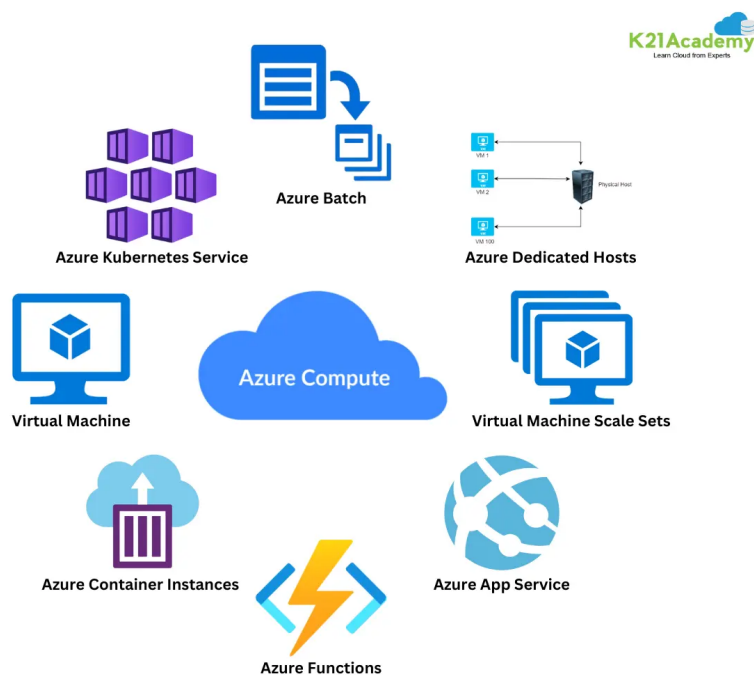 K21Academy
Learn Cloud from Experts
Azure Batch
VM 1
VM 2
Physical Host
VM 100
Azure Kubernetes Service
Azure Dedicated Hosts
Azure Compute
Virtual Machine
Virtual Machine Scale Sets
Azure Container Instances
Azure App Service
Azure Functions